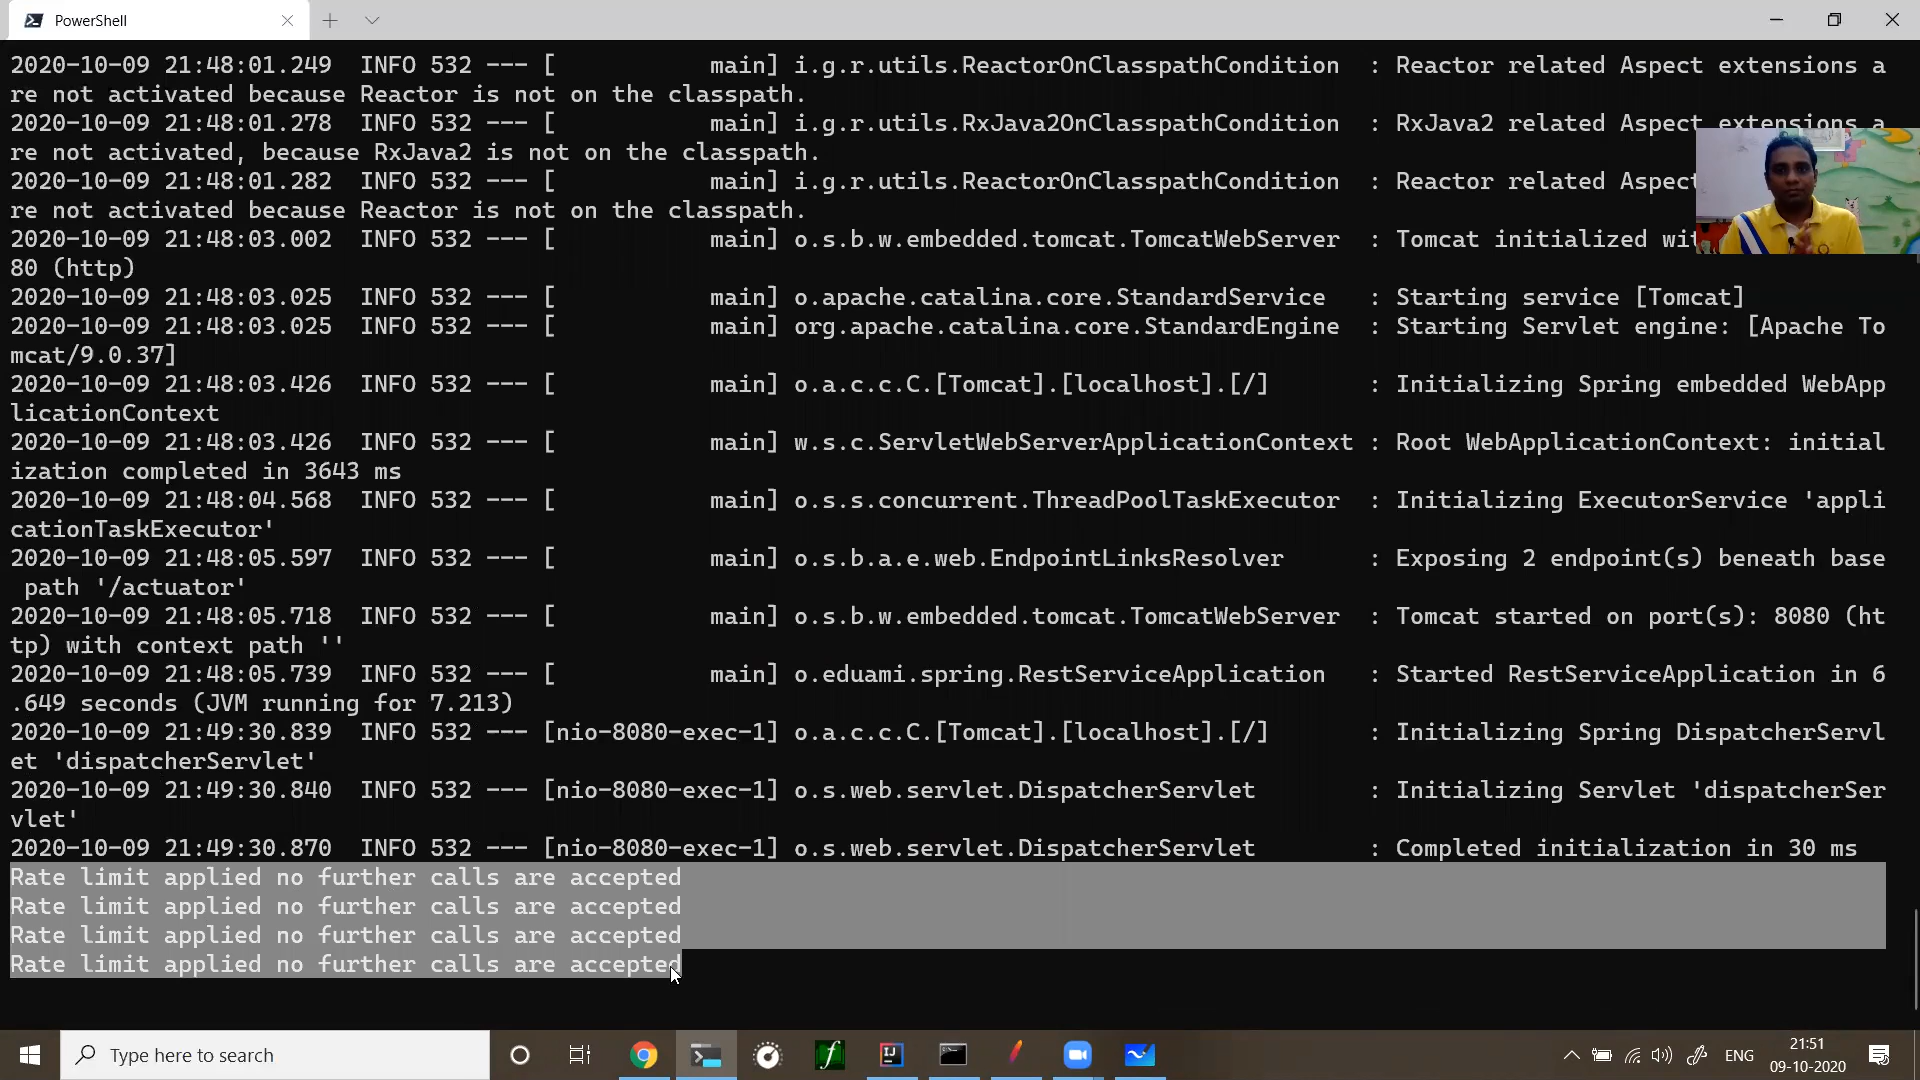 PowerShell
2020-10-09 21:48:01.249  INFO 532 --- [           main] i.g.r.utils.ReactorOnClasspathCondition  : Reactor related Aspect extensions a
re not activated because Reactor is not on the classpath.
2020-10-09 21:48:01.278  INFO 532 --- [           main] i.g.r.utils.RxJava2OnClasspathCondition  : RxJava2 related Aspect extensions a
re not activated, because RxJava2 is not on the classpath.
2020-10-09 21:48:01.282  INFO 532 --- [           main] i.g.r.utils.ReactorOnClasspathCondition  : Reactor related Aspect
re not activated because Reactor is not on the classpath.
2020-10-09 21:48:03.002  INFO 532 --- [           main] o.s.b.w.embedded.tomcat.TomcatWebServer  : Tomcat initialized
80 (http)
2020-10-09 21:48:03.025  INFO 532 --- [           main] o.apache.catalina.core.StandardService   : Starting service [Tomcat]
2020-10-09 21:48:03.025  INFO 532 --- [           main] org.apache.catalina.core.StandardEngine  : Starting Servlet engine: [Apache To
mcat/9.0.37]
2020-10-09 21:48:03.426  INFO 532 --- [           main] o.a.c.c.C.[Tomcat].[localhost].[/]       : Initializing Spring embedded WebApp
licationContext
2020-10-09 21:48:03.426  INFO 532 --- [           main] w.s.c.ServletWebServerApplicationContext : Root WebApplicationContext: initial
ization completed in 3643 ms
2020-10-09 21:48:04.568  INFO 532 --- [           main] o.s.s.concurrent.ThreadPoolTaskExecutor  : Initializing ExecutorService 'appli
cationTaskExecutor'
2020-10-09 21:48:05.597  INFO 532 --- [           main] o.s.b.a.e.web.EndpointLinksResolver      : Exposing 2 endpoint(s) beneath base
 path '/actuator'
2020-10-09 21:48:05.718  INFO 532 --- [           main] o.s.b.w.embedded.tomcat.TomcatWebServer  : Tomcat started on port(s): 8080 (ht
tp) with context path ''
2020-10-09 21:48:05.739  INFO 532 --- [           main] o.eduami.spring.RestServiceApplication   : Started RestServiceApplication in 6
.649 seconds (JVM running for 7.213)
2020-10-09 21:49:30.839  INFO 532 --- [nio-8080-exec-1] o.a.c.c.C.[Tomcat].[localhost].[/]       : Initializing Spring DispatcherServl
et 'dispatcherServlet'
2020-10-09 21:49:30.840  INFO 532 --- [nio-8080-exec-1] o.s.web.servlet.DispatcherServlet        : Initializing Servlet 'dispatcherSer
vlet'
2020-10-09 21:49:30.870  INFO 532 --- [nio-8080-exec-1] o.s.web.servlet.DispatcherServlet        : Completed initialization in 30 ms
Rate limit applied no further calls are accepted
Rate limit applied no further calls are accepted
Rate limit applied no further calls are accepted
Rate limit applied no further calls are accepted
Type here to search
ENG
21:51
09-10-2020